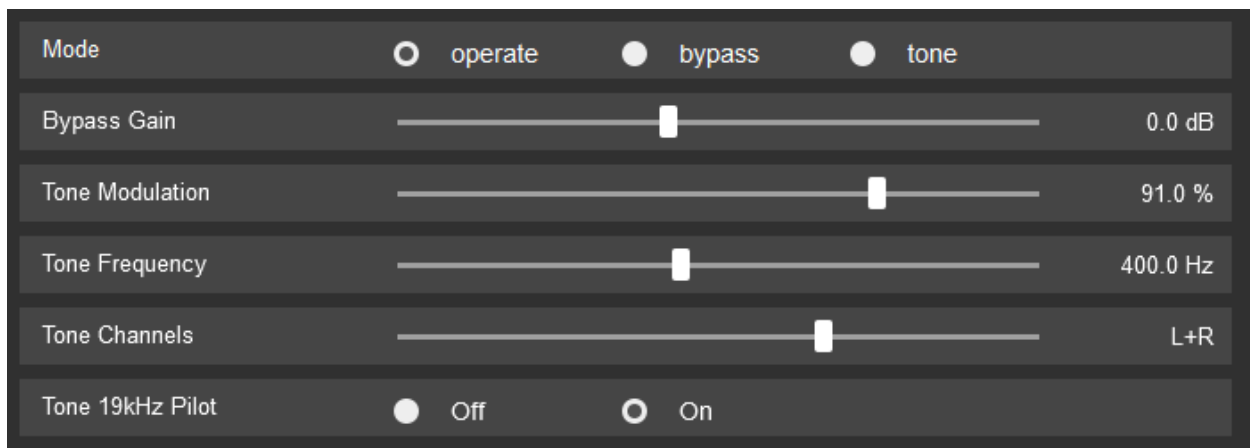 Mode operate bypass tone
Bypass Gain 0.0 dB
Tone Modulation 91.0 %
Tone Frequency 400.0 Hz
Tone Channels L+R
Tone 19kHz Pilot Off On